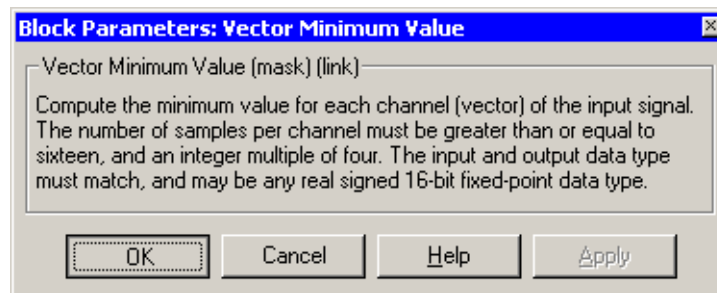 Block Parameters: Vector Minimum Value
Vector Minimum Value (mask) (link)
Compute the minimum value for each channel (vector) of the input signal.
The number of samples per channel must be greater than or equal to
sixteen, and an integer multiple of four. The input and output data type
must match, and may be any real signed 16-bit fixed-point data type.
OK Cancel Help Apply